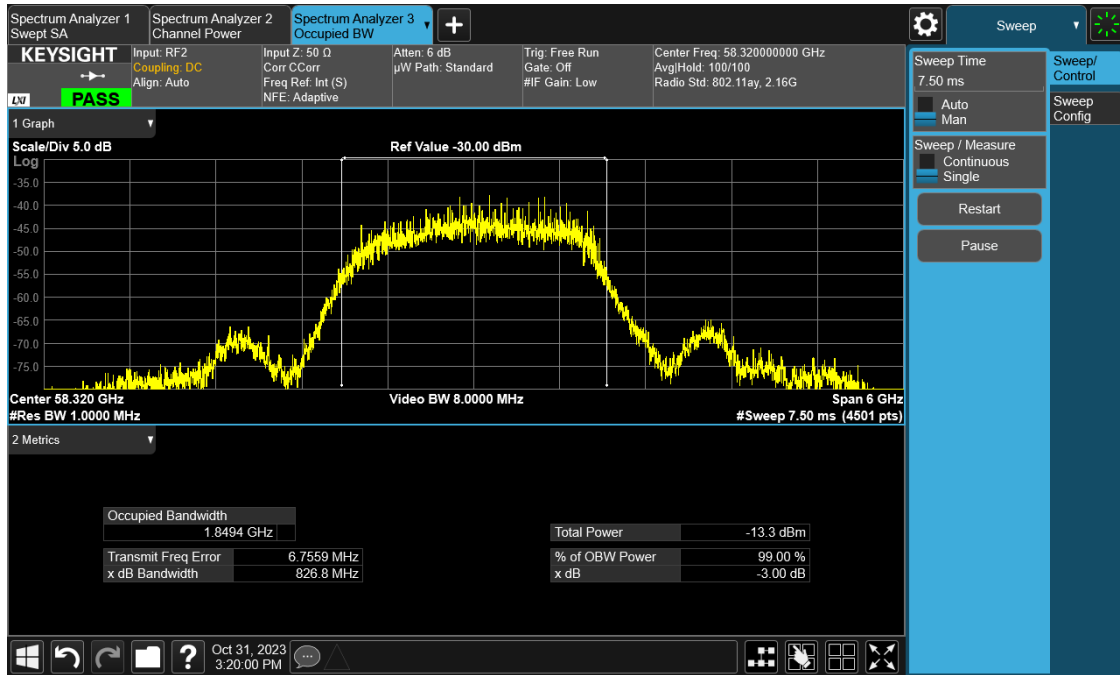 Spectrum Analyzer 1
Swept SA
Spectrum Analyzer 2
Channel Power
Spectrum Analyzer 3
Occupied BW
Sweep
KEYSIGHT
LXI
PASS
Input: RF2
Coupling: DC
Align: Auto
Input Z: 50 Ω
Corr CCorr
Freq Ref: Int (S)
NFE: Adaptive
Atten: 6 dB
µW Path: Standard
Trig: Free Run
Gate: Off
#IF Gain: Low
Center Freq: 58.320000000 GHz
Avg|Hold: 100/100
Radio Std: 802.11ay, 2.16G
Sweep Time
7.50 ms
Auto
Man
Sweep / Measure
Continuous
Single
Restart
Pause
Sweep/
Control
Sweep
Config
1 Graph
Scale/Div 5.0 dB
Ref Value -30.00 dBm
Log
-35.0
-40.0
-45.0
-50.0
-55.0
-60.0
-65.0
-70.0
-75.0
Center 58.320 GHz
Video BW 8.0000 MHz
Span 6 GHz
#Res BW 1.0000 MHz
#Sweep 7.50 ms (4501 pts)
2 Metrics
Occupied Bandwidth
1.8494 GHz
Transmit Freq Error 6.7559 MHz
x dB Bandwidth 826.8 MHz
Total Power -13.3 dBm
% of OBW Power 99.00 %
x dB -3.00 dB
?
Oct 31, 2023
3:20:00 PM